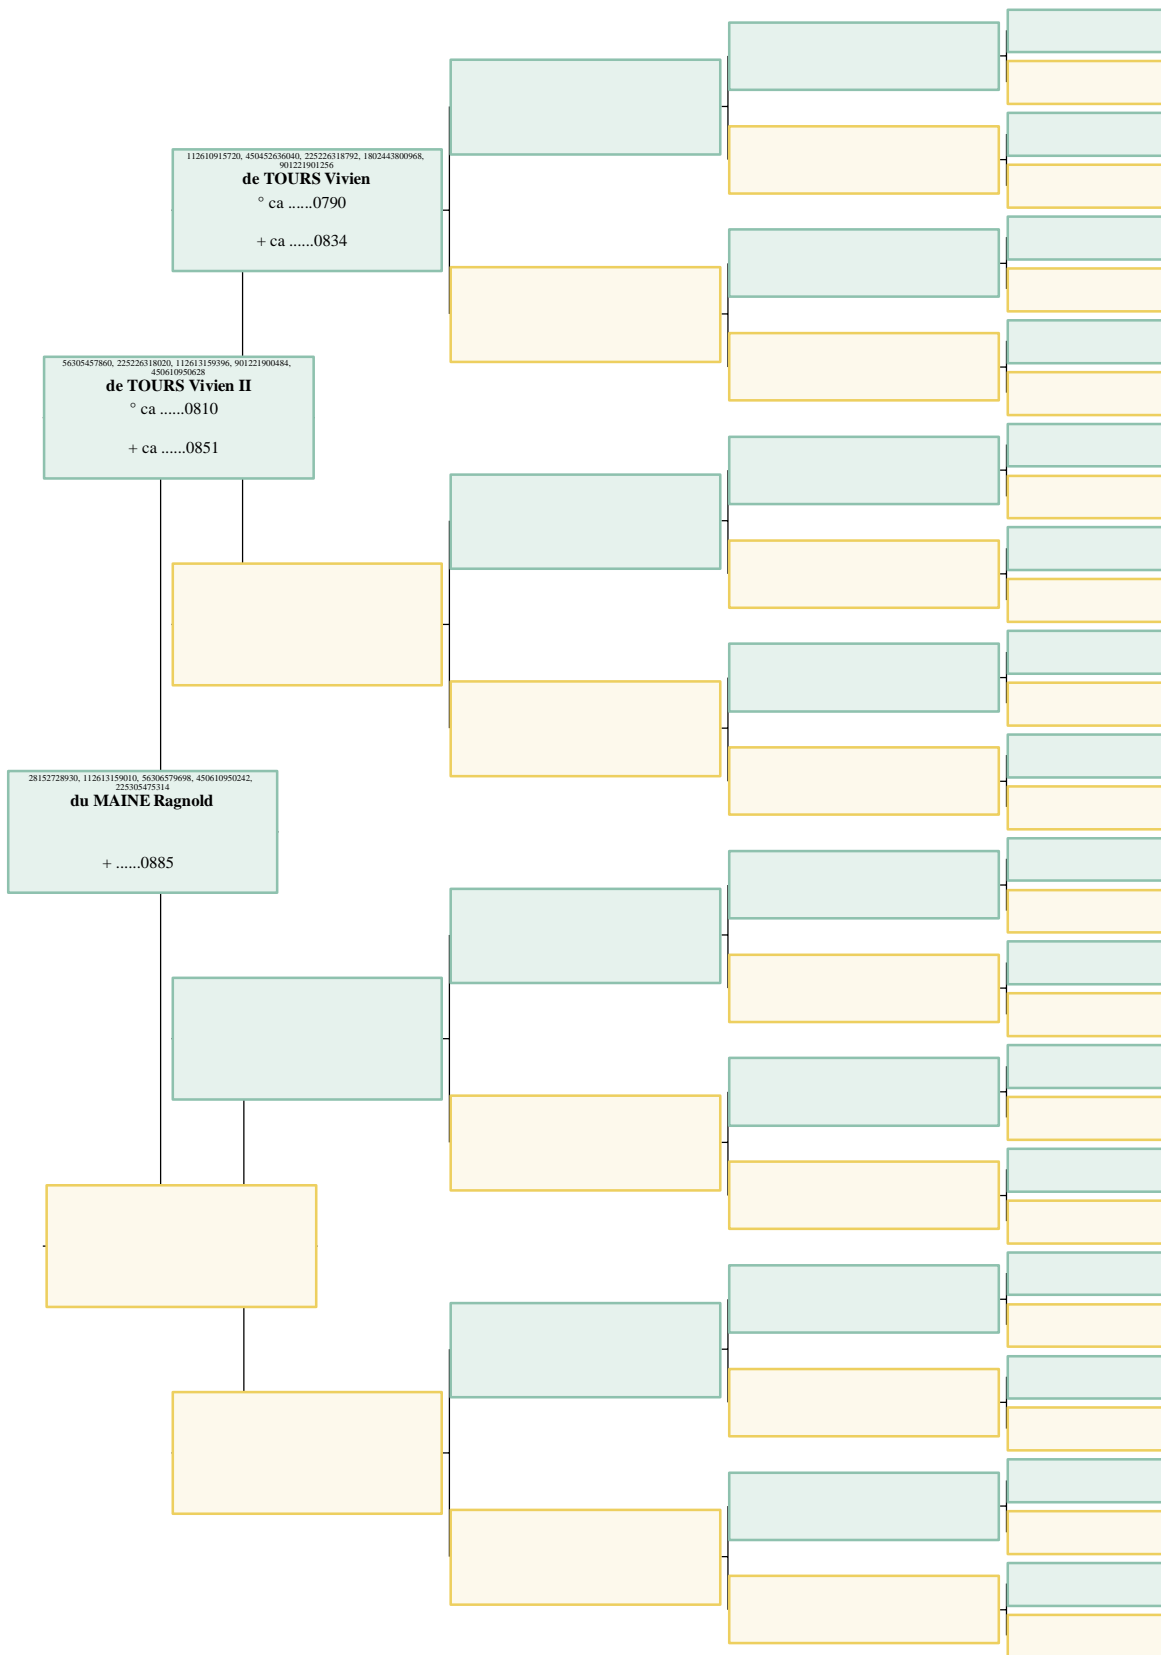 112610915720, 450452636040, 225226318792, 1802443800968,
901221901256
de TOURS Vivien
° ca ......0790
+ ca ......0834
56305457860, 225226318020, 112613159396, 901221900484,
450610950628
de TOURS Vivien II
° ca ......0810
+ ca ......0851
28152728930, 112613159010, 56306579698, 450610950242,
225305475314
du MAINE Ragnold
+ ......0885